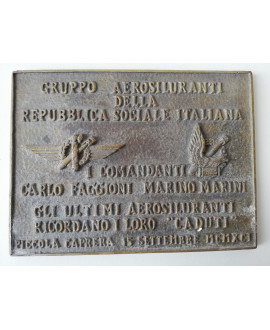 GRUPPO AEROSILURANTI
DELLA
REPUBBLICA SOCIALE ITALIANA
I COMANDANTI
CARLO FAGGIONI MARINO MARINI
GLI ULTIMI AEROSILURANTI
RICORDANO I LORO "CADUTI"
PICCOLA CAPRERA 15 SETTEMBRE